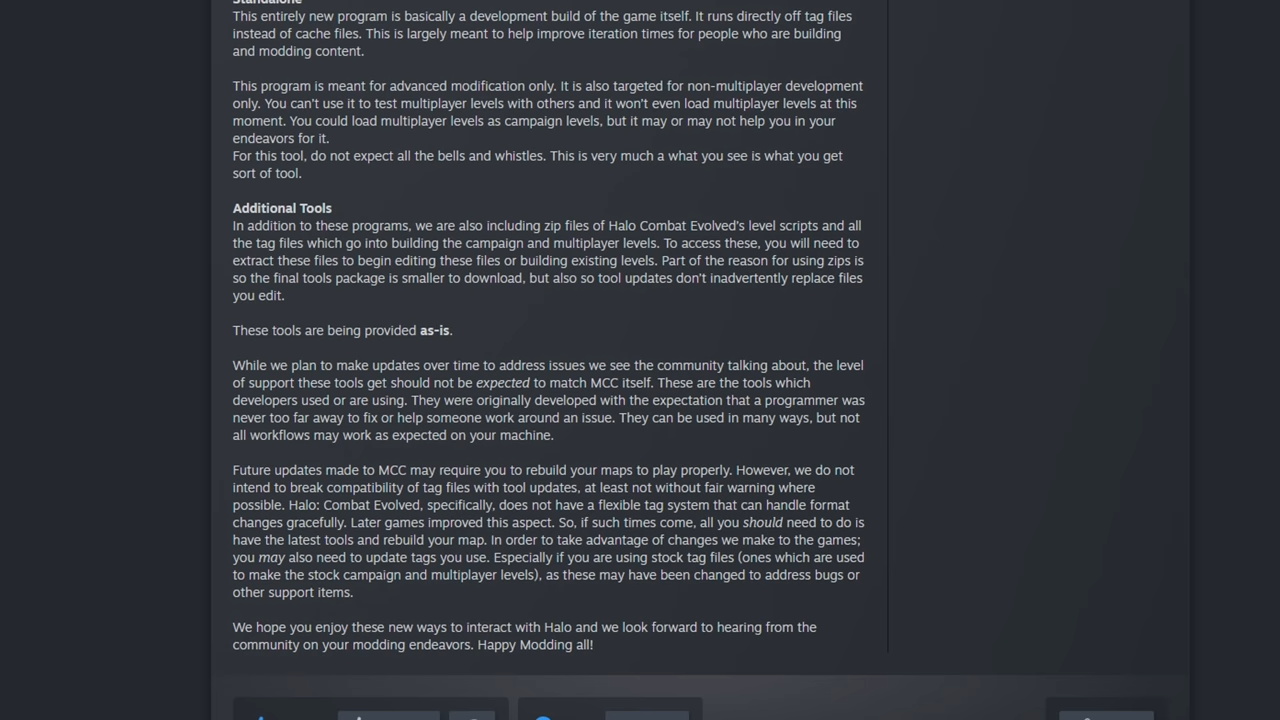 Standalone
This entirely new program is basically a development build of the game itself. It runs directly off tag files
instead of cache files. This is largely meant to help improve iteration times for people who are building
and modding content.
This program is meant for advanced modification only. It is also targeted for non-multiplayer development
only. You can't use it to test multiplayer levels with others and it won't even load multiplayer levels at this
moment. You could load multiplayer levels as campaign levels, but it may or may not help you in your
endeavors for it.
For this tool, do not expect all the bells and whistles. This is very much a what you see is what you get
sort of tool.
Additional Tools
In addition to these programs, we are also including zip files of Halo Combat Evolved's level scripts and all
the tag files which go into building the campaign and multiplayer levels. To access these, you will need to
extract these files to begin editing these files or building existing levels. Part of the reason for using zips is
so the final tools package is smaller to download, but also so tool updates don't inadvertently replace files
you edit.
These tools are being provided as-is.
While we plan to make updates over time to address issues we see the community talking about, the level
of support these tools get should not be expected to match MCC itself. These are the tools which
developers used or are using. They were originally developed with the expectation that a programmer was
never too far away to fix or help someone work around an issue. They can be used in many ways, but not
all workflows may work as expected on your machine.
Future updates made to MCC may require you to rebuild your maps to play properly. However, we do not
intend to break compatibility of tag files with tool updates, at least not without fair warning where
possible. Halo: Combat Evolved, specifically, does not have a flexible tag system that can handle format
changes gracefully. Later games improved this aspect. So, if such times come, all you should need to do is
have the latest tools and rebuild your map. In order to take advantage of changes we make to the games;
you may also need to update tags you use. Especially if you are using stock tag files (ones which are used
to make the stock campaign and multiplayer levels), as these may have been changed to address bugs or
other support items.
We hope you enjoy these new ways to interact with Halo and we look forward to hearing from the
community on your modding endeavors. Happy Modding all!